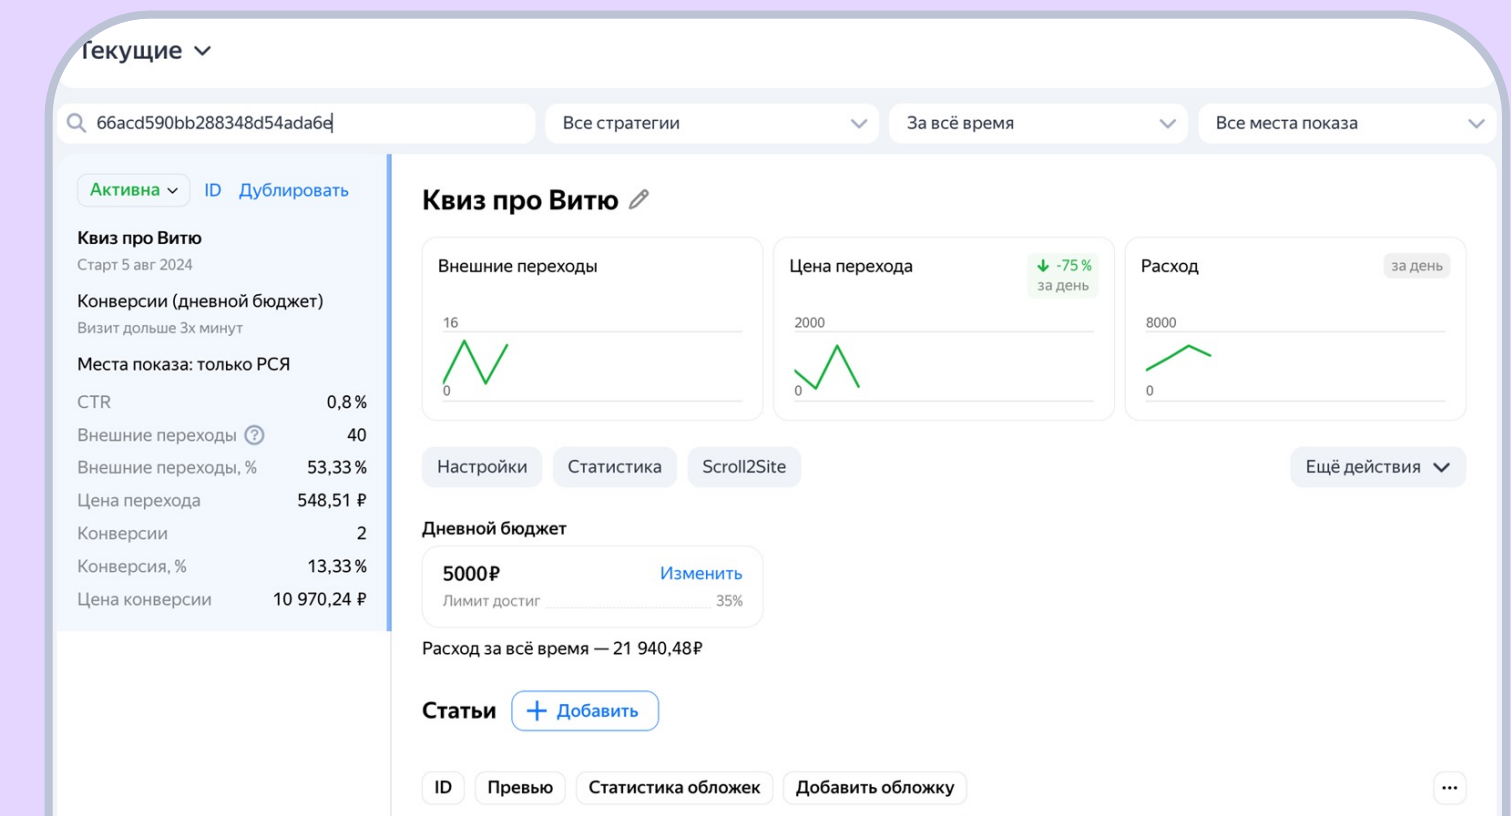 Текущие
66acd590bb288348d54ada6e
Все стратегии
За всё время
Все места показа
Активна ID Дублировать
Квиз про Витю
Старт 5 авг 2024
Конверсии (дневной бюджет)
Визит дольше 3х минут
Места показа: только РСЯ
CTR 0,8 %
Внешние переходы ? 40
Внешние переходы, % 53,33 %
Цена перехода 548,51 ₽
Конверсии 2
Конверсия, % 13,33 %
Цена конверсии 10 970,24 ₽
Квиз про Витю
Внешние переходы
16
0
Цена перехода
-75 %
за день
2000
0
Расход
за день
8000
0
Настройки
Статистика
Scroll2Site
Ещё действия
Дневной бюджет
5000₽ Изменить
Лимит достиг 35%
Расход за всё время — 21 940,48₽
Статьи + Добавить
ID
Превью
Статистика обложек
Добавить обложку
...